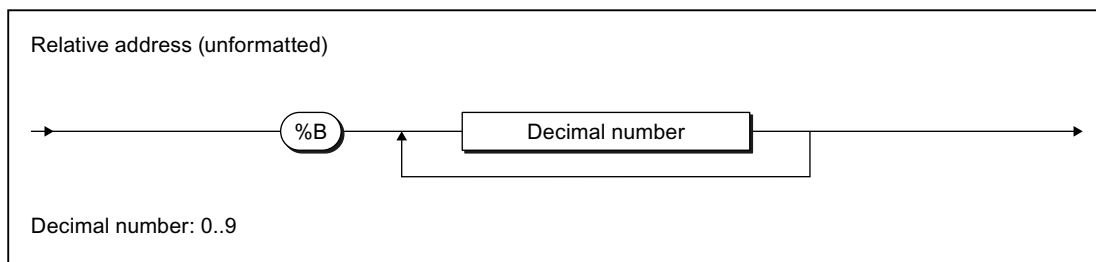 Relative address (unformatted)
%B
Decimal number
Decimal number: 0..9